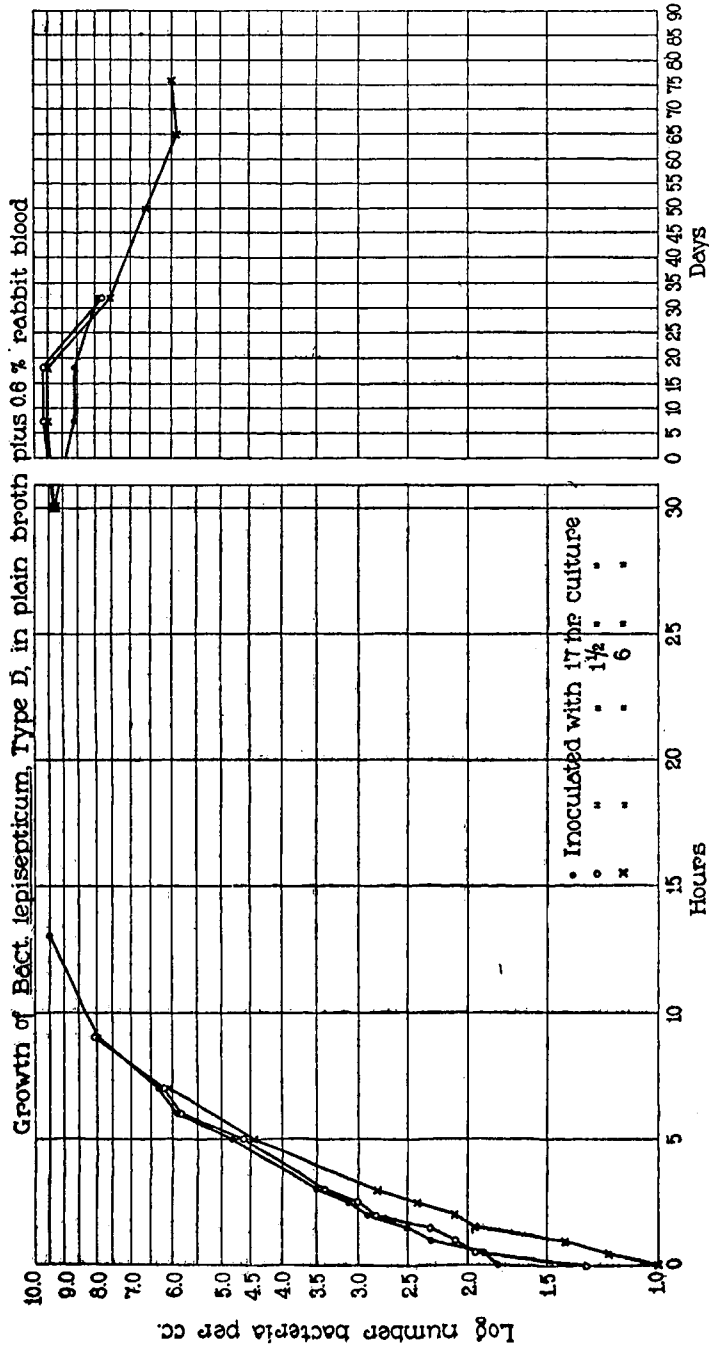 Growth of Bact. lepisepticum, Type D, in plain broth plus 0.6 % rabbit blood
Log number bacteria per cc.
10.0
9.0
8.0
7.0
6.0
5.0
4.5
4.0
3.5
3.0
2.5
2.0
1.5
1.0
• Inoculated with 17 hr culture
○ " " 1½ " "
× " " 6 " "
0 5 10 15 20 25 30
Hours
0 5 10 15 20 25 30 35 40 45 50 55 60 65 70 75 80 85 90
Days